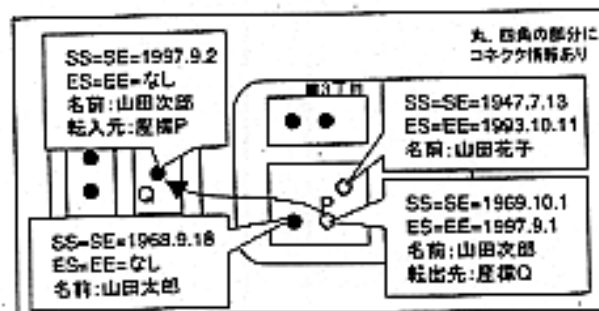 丸、四角の部分に
コネクタ情報あり
SS=SE=1997.9.2
ES=EE=なし
名前:山田次郎
転入元:座標P
SS=SE=1947.7.13
ES=EE=1993.10.11
名前:山田花子
P
Q
SS=SE=1968.9.18
ES=EE=なし
名前:山田太郎
SS=SE=1969.10.1
ES=EE=1997.9.1
名前:山田次郎
転出先:座標Q